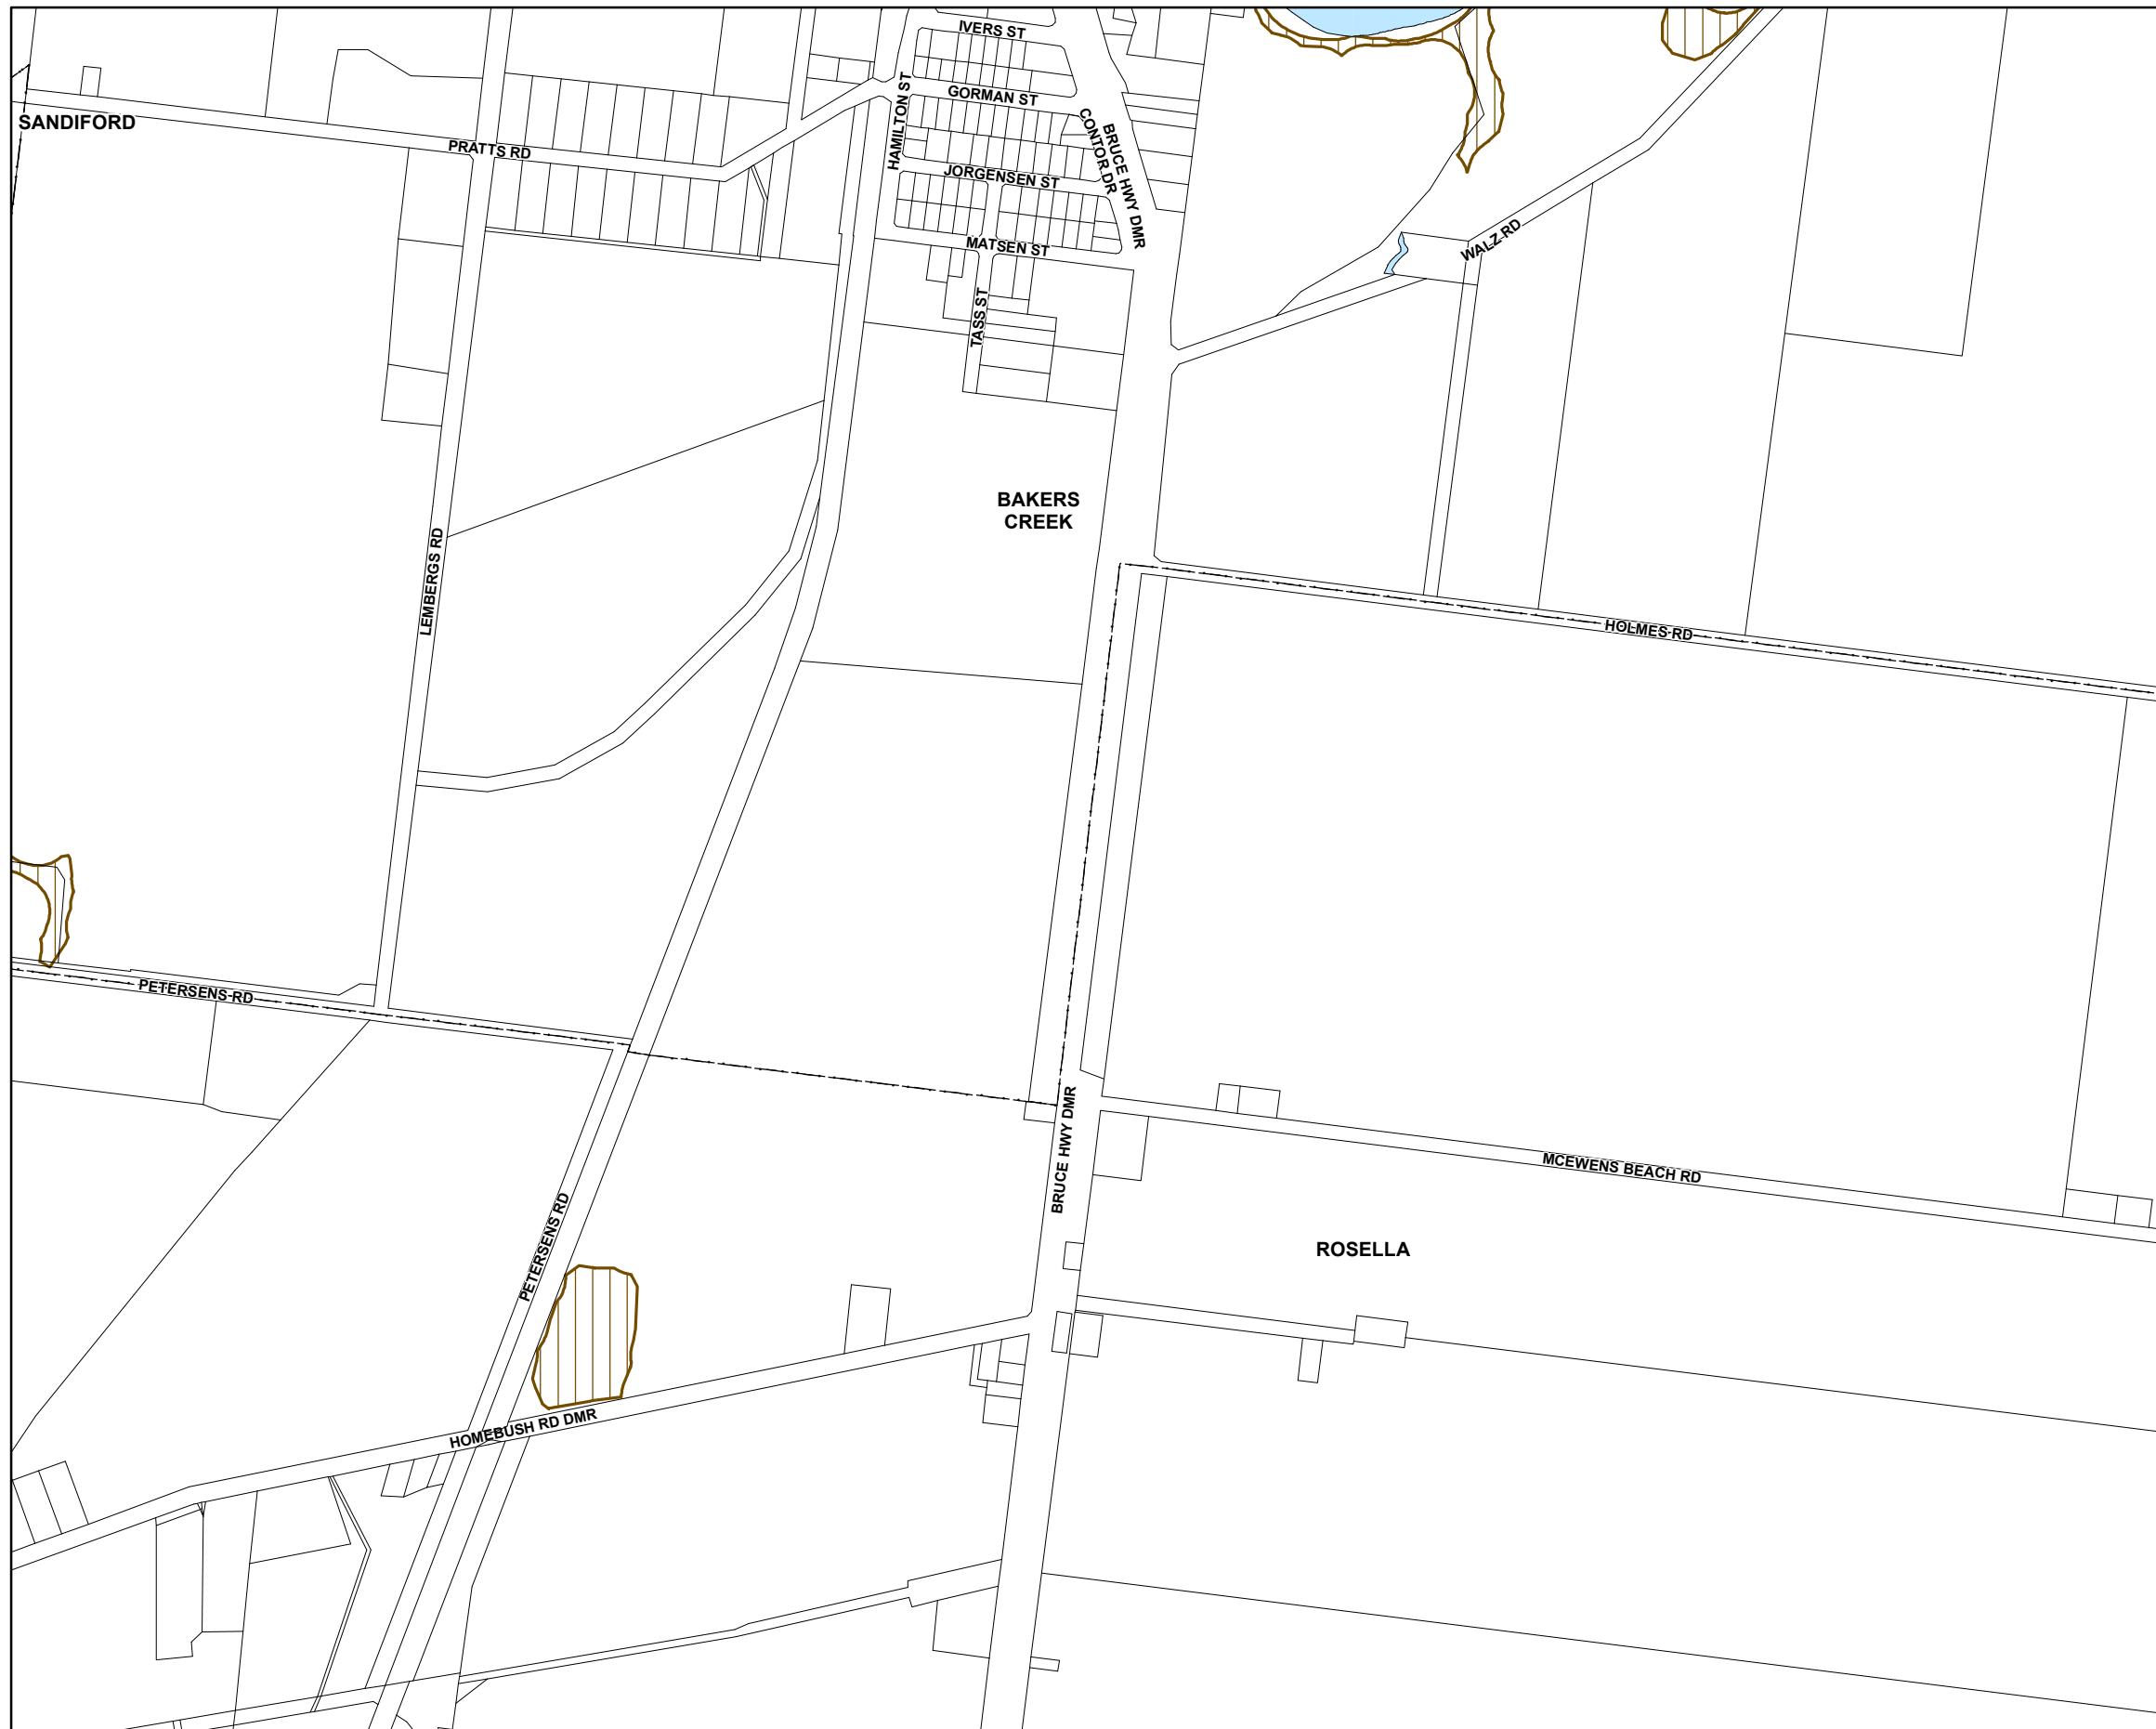 IVERS ST
GORMAN ST
HAMILTON ST
SANDIFORD
PRATTS RD
CONTOR DR
BRUCE HWY DMR
JORGENSEN ST
MATSEN ST
WALZ RD
TASS ST
BAKERS
CREEK
LEMBERGS RD
HOLMES RD
PETERSENS RD
BRUCE HWY DMR
MCEWENS BEACH RD
PETERSENS RD
ROSELLA
HOMEBUSH RD DMR